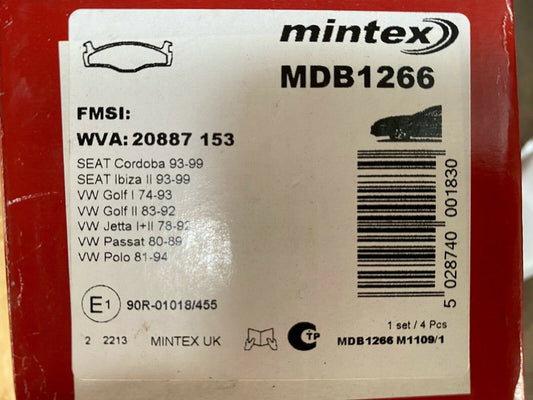 mintex
MDB1266
FMSI:
WVA: 20887 153
SEAT Cordoba 93-99
SEAT Ibiza II 93-99
VW Golf I 74-93
VW Golf II 83-92
VW Jetta I+II 78-92
VW Passat 80-89
VW Polo 81-94
5 028740 001830
E1 90R-01018/455
1 set / 4 Pcs
2 2213 MINTEX UK
CTP
MDB1266 M1109/1